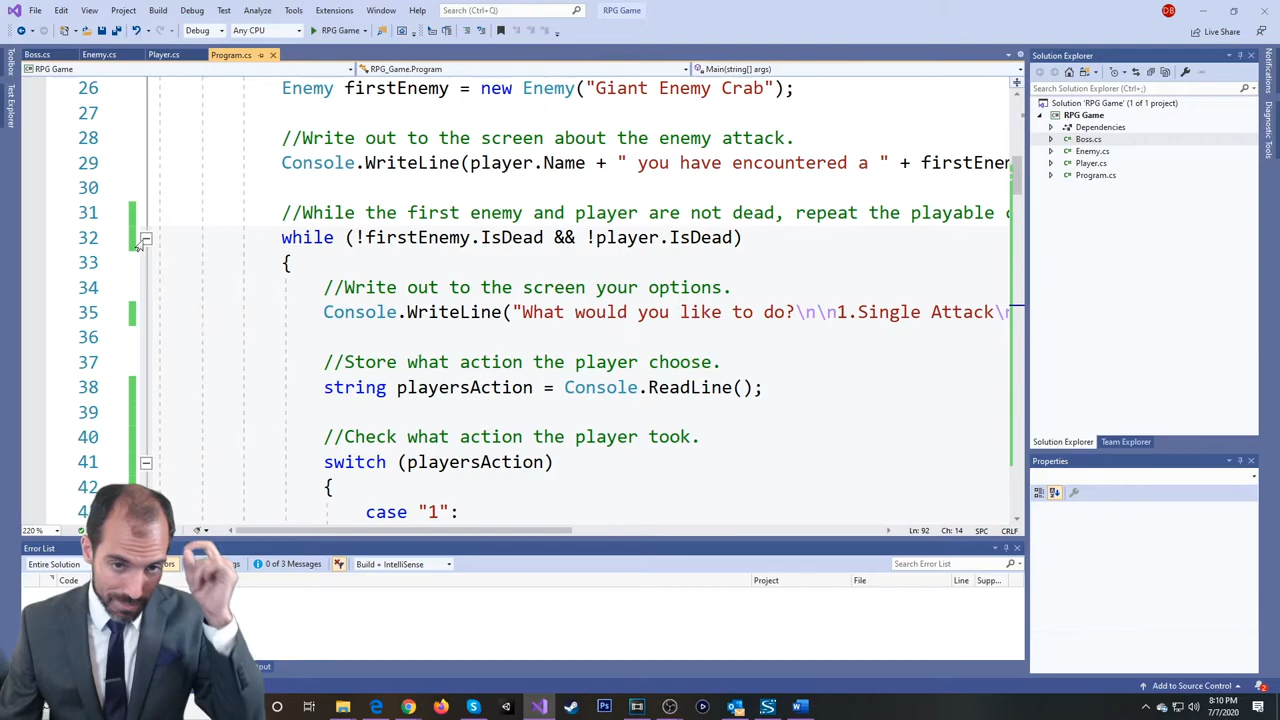 File Edit View Project Build Debug Test Analyze Tools Extensions Window Help Search (Ctrl+Q) RPG Game DB
Debug Any CPU RPG Game Live Share
Toolbox
Test Explorer
Boss.cs Enemy.cs Player.cs Program.cs
RPG Game RPG_Game.Program Main(string[] args)
26 Enemy firstEnemy = new Enemy("Giant Enemy Crab");
27
28 //Write out to the screen about the enemy attack.
29 Console.WriteLine(player.Name + " you have encountered a " + firstEnem
30
31 //While the first enemy and player are not dead, repeat the playable
32 while (!firstEnemy.IsDead && !player.IsDead)
33 {
34 //Write out to the screen your options.
35 Console.WriteLine("What would you like to do?\n\n1.Single Attack\n
36
37 //Store what action the player choose.
38 string playersAction = Console.ReadLine();
39
40 //Check what action the player took.
41 switch (playersAction)
42 {
case "1":
220 % Ln: 92 Ch: 14 SPC CRLF
Solution Explorer
Search Solution Explorer (Ctrl+;)
Solution 'RPG Game' (1 of 1 project)
RPG Game
Dependencies
Boss.cs
Enemy.cs
Player.cs
Program.cs
Solution Explorer Team Explorer
Properties
Notifications
Diagnostic Tools
Error List
Entire Solution 0 of 3 Messages Build + IntelliSense Search Error List
Code Project File Line Supp...
Add to Source Control 2
8:10 PM
7/7/2020